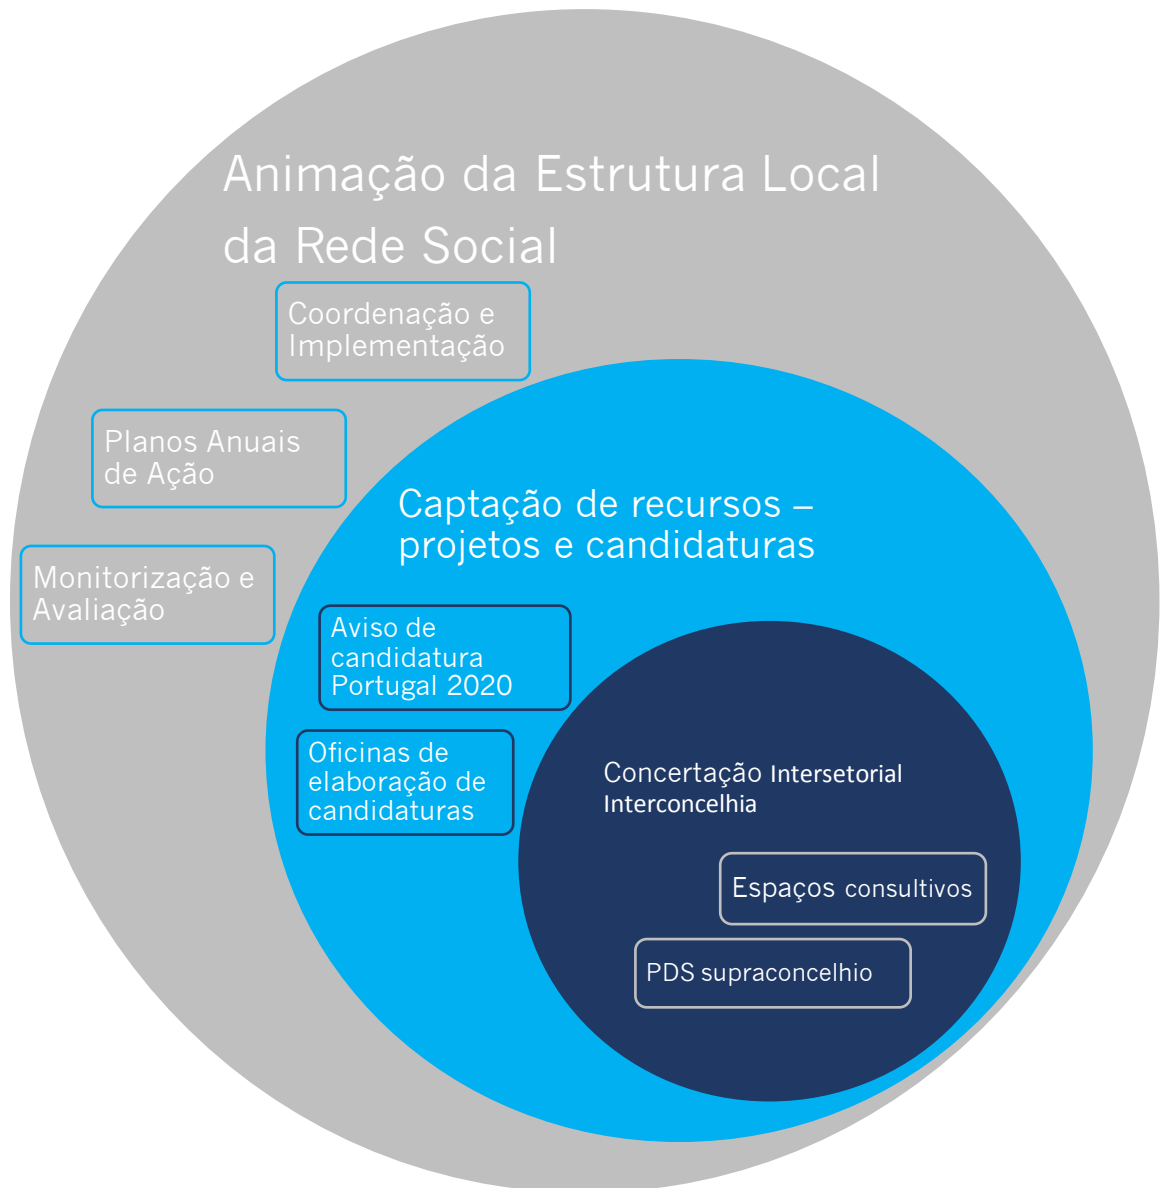 Animação da Estrutura Local
da Rede Social
Coordenação e
Implementação
Planos Anuais
de Ação
Monitorização e
Avaliação
Captação de recursos –
projetos e candidaturas
Aviso de
candidatura
Portugal 2020
Oficinas de
elaboração de
candidaturas
Concertação Intersetorial
Interconcelhia
Espaços consultivos
PDS supraconcelhio